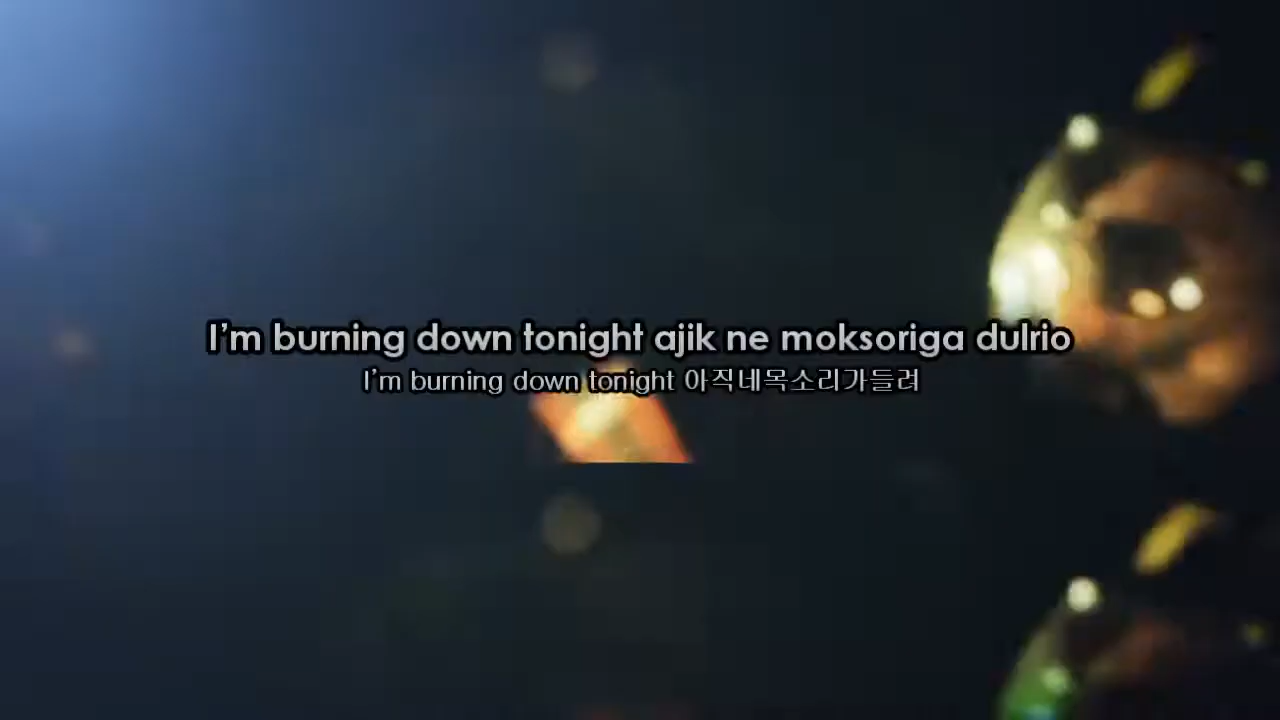 I'm burning down tonight ajik ne moksoriga dulrio
I'm burning down tonight 아직네목소리가들려